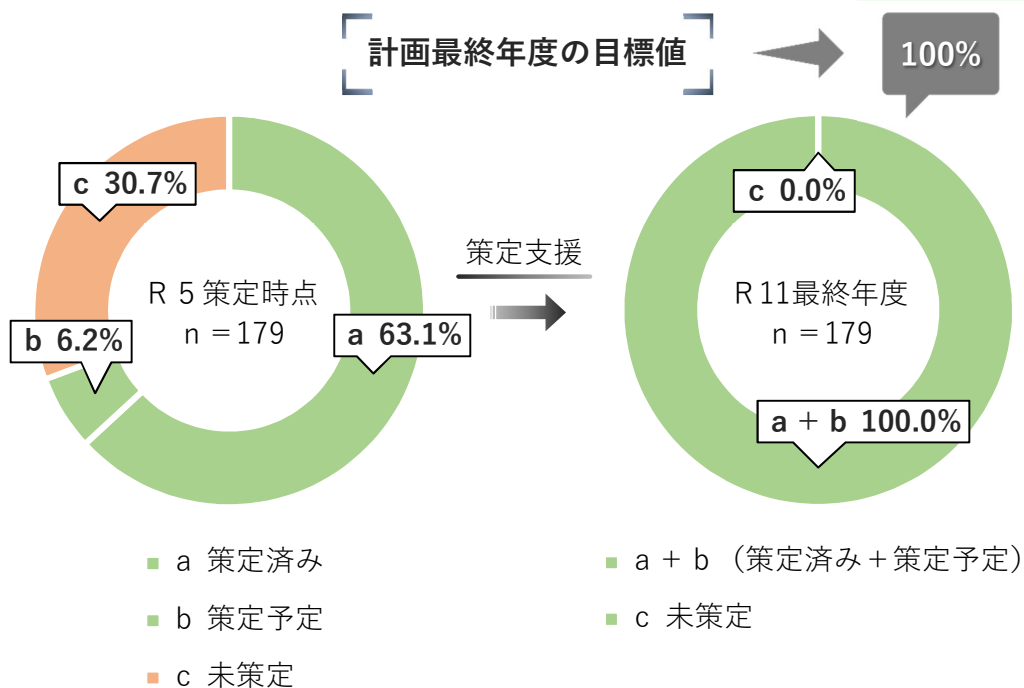 計画最終年度の目標値
100%
c 30.7%
b 6.2%
a 63.1%
R 5 策定時点
n =179
策定支援
c 0.0%
R 11最終年度
n =179
a + b 100.0%
a 策定済み
b 策定予定
c 未策定
a + b (策定済み+策定予定)
c 未策定